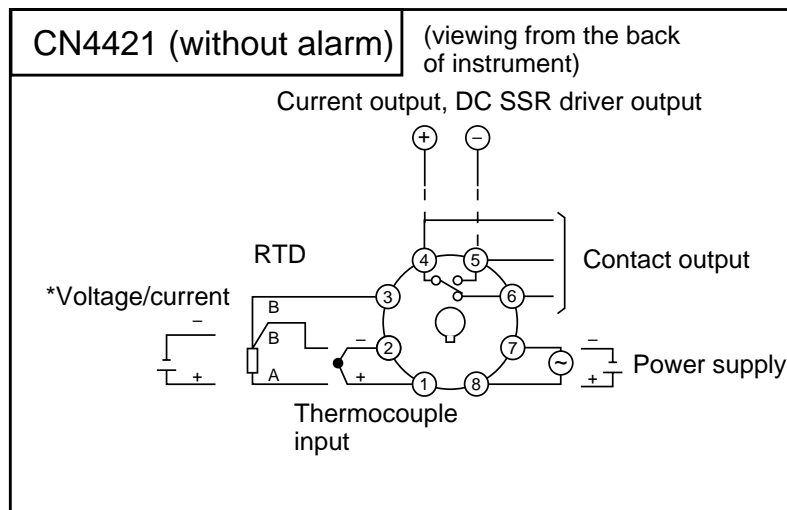 CN4421 (without alarm)
(viewing from the back
of instrument)
Current output, DC SSR driver output
+ −
RTD
4 5
Contact output
*Voltage/current
3 6
B
−
B
− 2 7 ~ −
Power supply
+ A + 1 8 +
Thermocouple
input